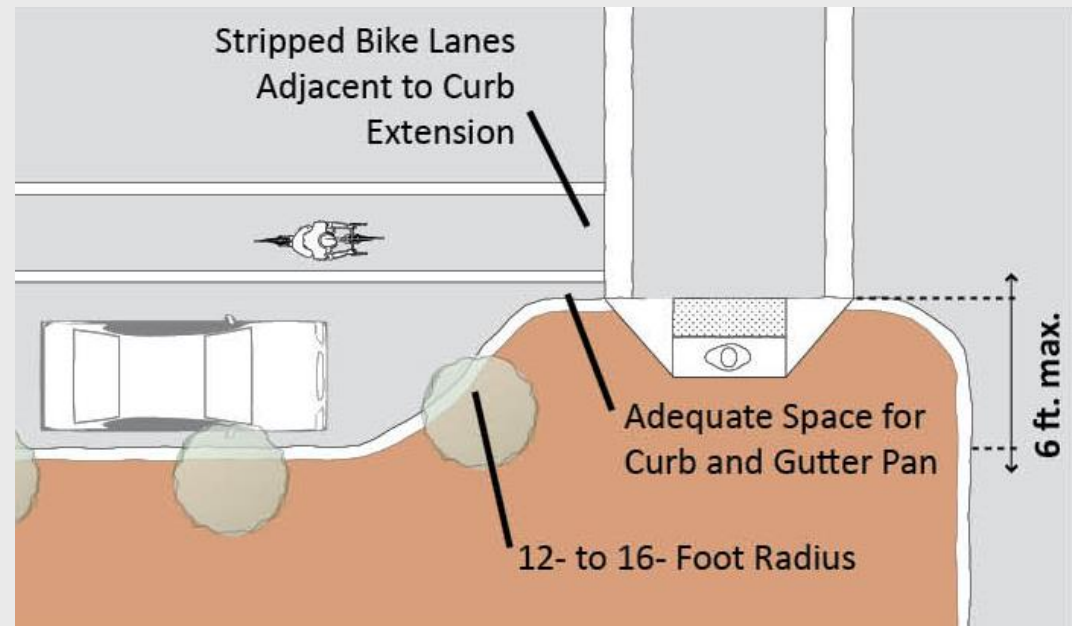 Stripped Bike Lanes
Adjacent to Curb
Extension
Adequate Space for
Curb and Gutter Pan
6 ft. max.
12- to 16- Foot Radius